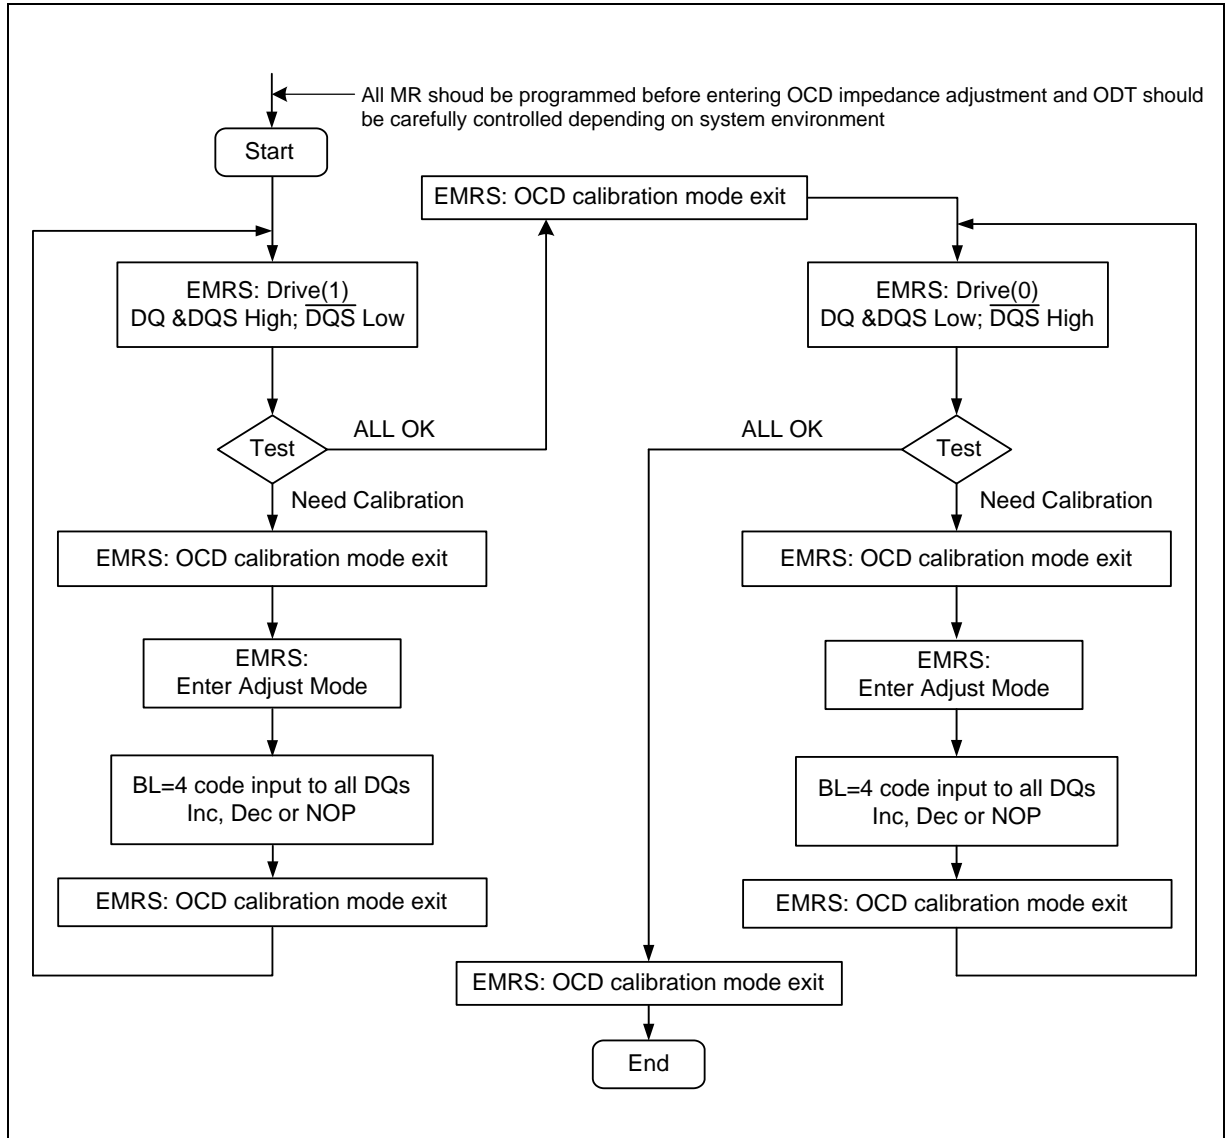 All MR shoud be programmed before entering OCD impedance adjustment and ODT should
be carefully controlled depending on system environment
Start
EMRS: OCD calibration mode exit
EMRS: Drive(1)
DQ &DQS High; D̅Q̅S̅ Low
Test
ALL OK
Need Calibration
EMRS: OCD calibration mode exit
EMRS:
Enter Adjust Mode
BL=4 code input to all DQs
Inc, Dec or NOP
EMRS: OCD calibration mode exit
EMRS: Drive(0)
DQ &DQS Low; D̅Q̅S̅ High
Test
ALL OK
Need Calibration
EMRS: OCD calibration mode exit
EMRS:
Enter Adjust Mode
BL=4 code input to all DQs
Inc, Dec or NOP
EMRS: OCD calibration mode exit
EMRS: OCD calibration mode exit
End